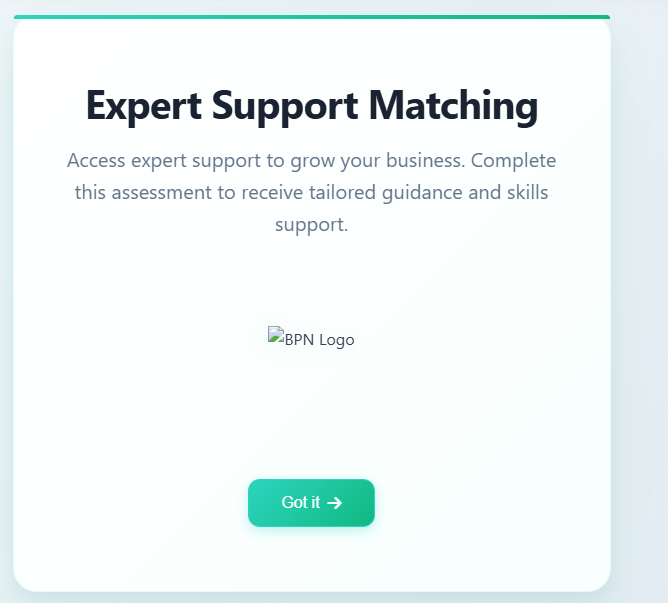 Expert Support Matching
Access expert support to grow your business. Complete
this assessment to receive tailored guidance and skills
support.
BPN Logo
Got it →